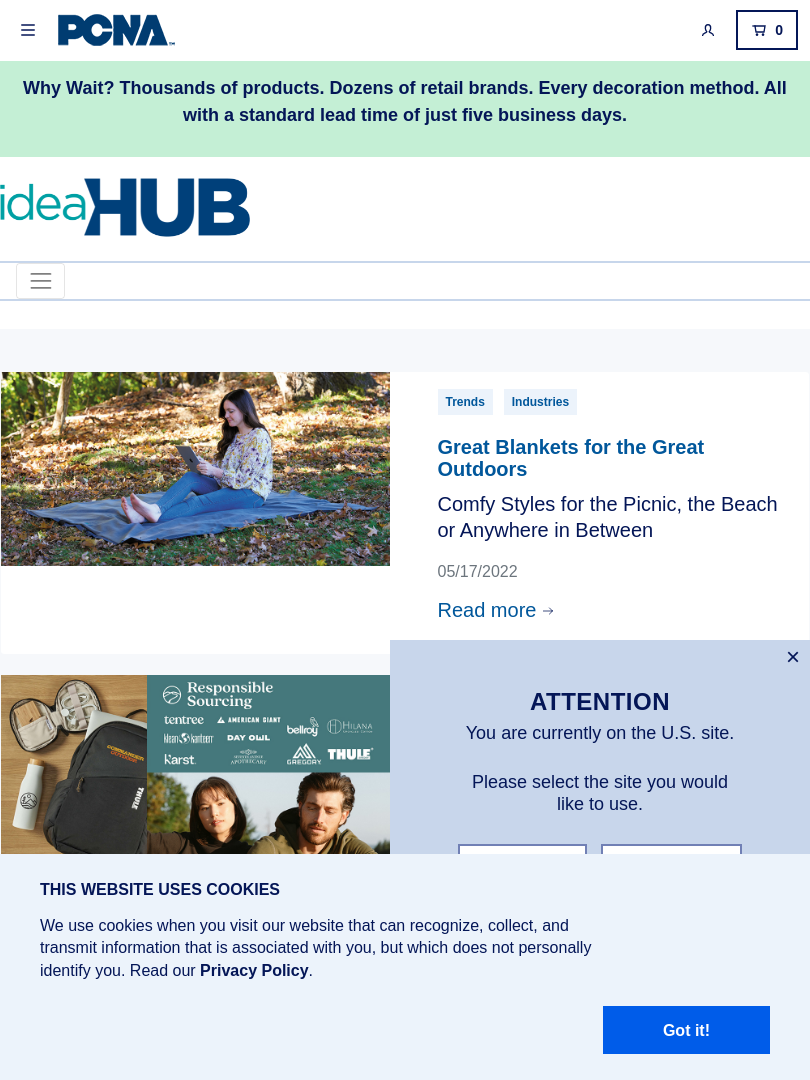 PCNA
0
Why Wait? Thousands of products. Dozens of retail brands. Every decoration method. All
with a standard lead time of just five business days.
ideaHUB
Trends Industries
Great Blankets for the Great
Outdoors
Comfy Styles for the Picnic, the Beach
or Anywhere in Between
05/17/2022
Read more
Responsible
Sourcing
tentree AMERICAN GIANT
bellroy HILANA
klean kanteen DAY OWL
karst GREGORY THULE
APOTHECARY
THULE
ATTENTION
You are currently on the U.S. site.
Please select the site you would
like to use.
THIS WEBSITE USES COOKIES
We use cookies when you visit our website that can recognize, collect, and
transmit information that is associated with you, but which does not personally
identify you. Read our Privacy Policy.
Got it!